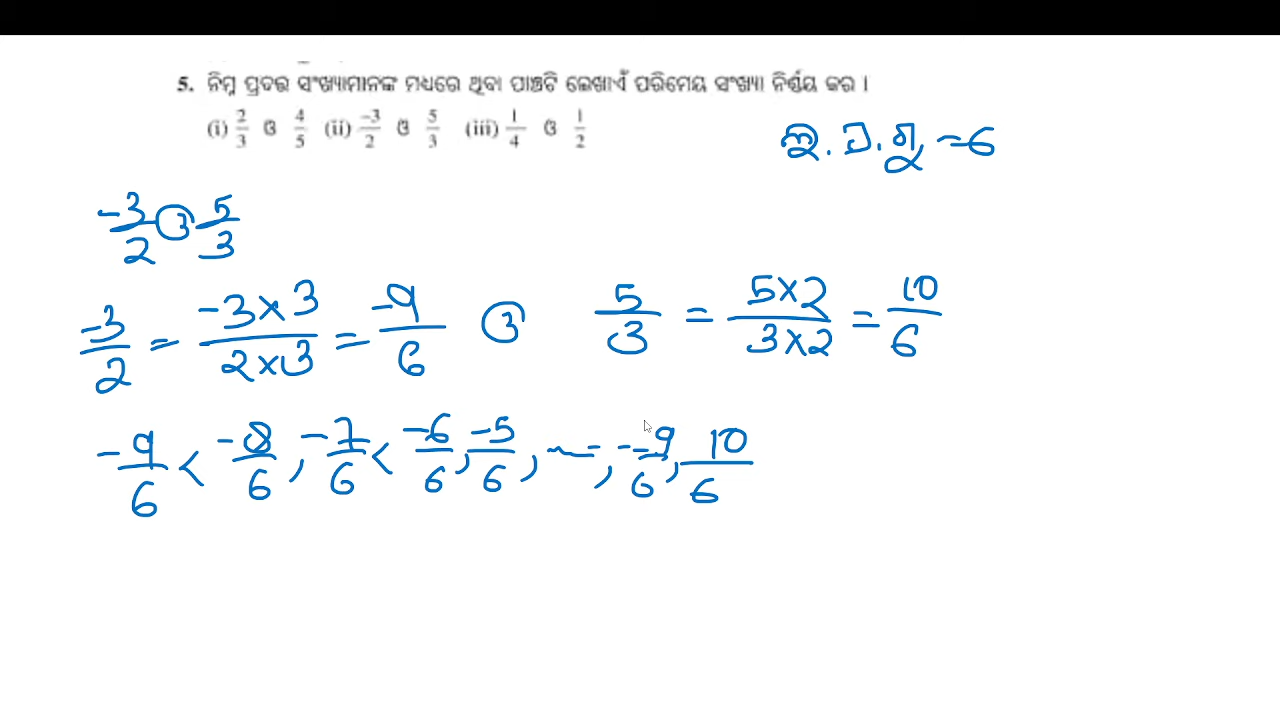 5. ନିମ୍ନ ପ୍ରଦତ୍ତ ସଂଖ୍ୟାମାନଙ୍କ ମଧ୍ୟରେ ଥିବା ପାଞ୍ଚଟି ଲେଖାଏଁ ପରିମେୟ ସଂଖ୍ୟା ନିର୍ଣ୍ଣୟ କର ।
(i) 2/3 ଓ 4/5 (ii) -3/2 ଓ 5/3 (iii) 1/4 ଓ 1/2
ଲ.ସା.ଗୁ = 6
-3/2 ଓ 5/3
-3/2 = -3×3/2×3 = -9/6 ଓ 5/3 = 5×2/3×2 = 10/6
-9/6 < -8/6, -7/6 < -6/6, -5/6, ---, 9/6, 10/6